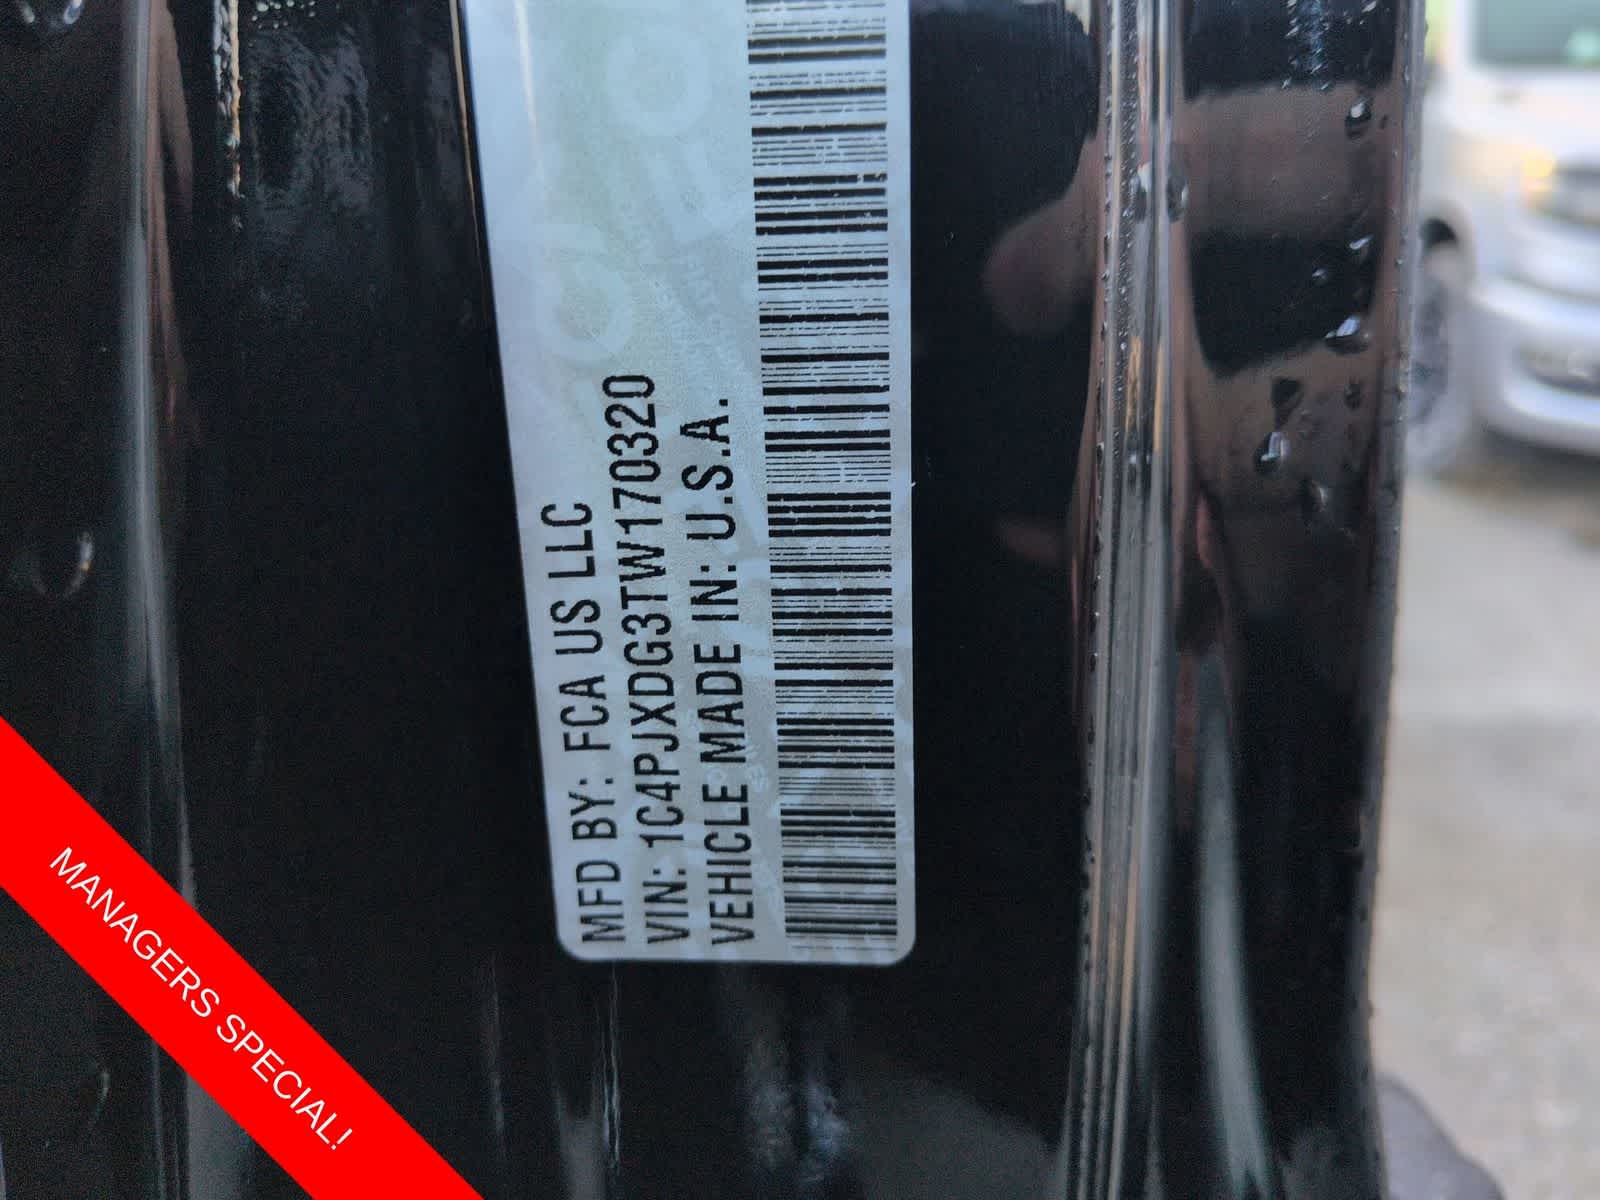 MFD BY: FCA US LLC
VIN: 1C4PJXDG3TW170320
VEHICLE MADE IN: U.S.A.
MANAGERS SPECIAL!